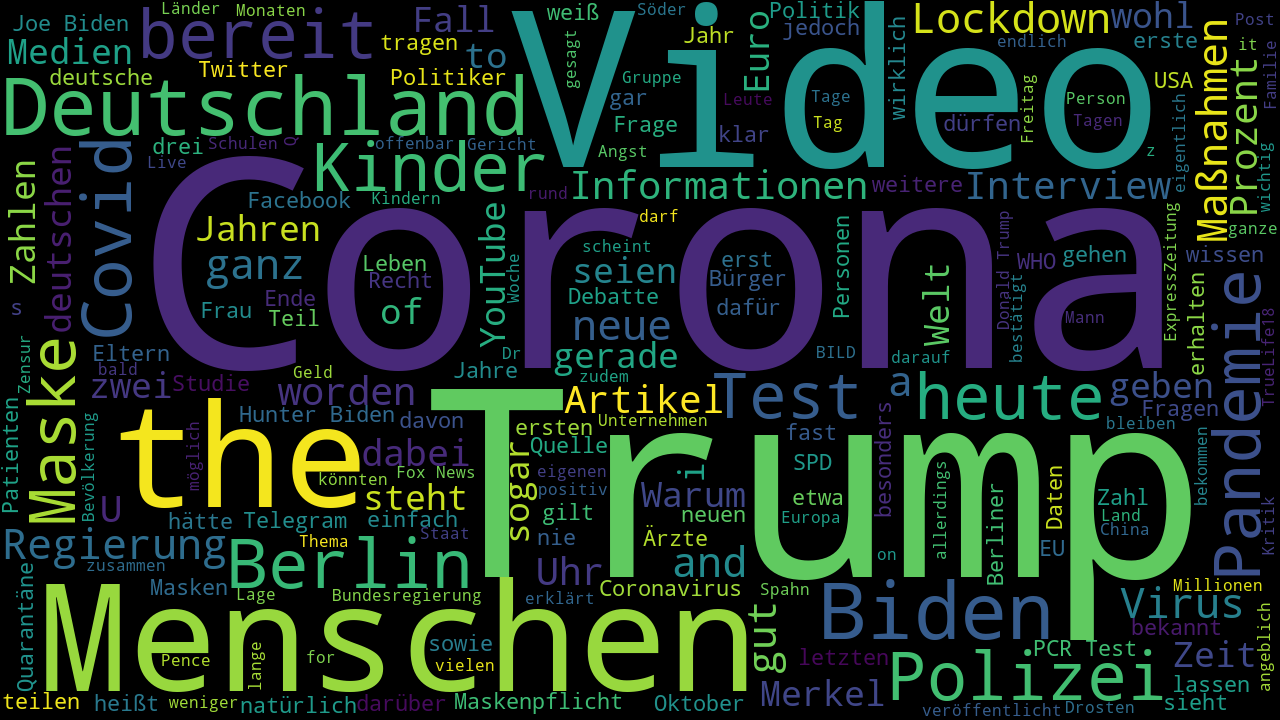 Joe Biden
Länder
Monaten
bereit
Fall
weiß
Söder
Politik
Lockdown
wohl
Post
Medien
tragen
to
Video
Jahr
Euro
jedoch
endlich
erste
it
deutsche
Twitter
Politiker
gesagt
Gruppe
wirklich
USA
Maßnahmen
Prozent
Familie
Deutschland
gar
Leute
Tage
Person
Freitag
Frage
klar
Tag
dürfen
Tagen
eigentlich
wichtig
drei
Schulen
q
offenbar
Gericht
Angst
z
Live
Kinder
Zahlen
deutschen
Covid
Facebook
Kindern
rund
Informationen
weitere
Interview
Jahren
Corona
darf
ganze
ganz
Leben
Recht
YouTube
scheint
erst
Bürger
Personen
Welt
Donald Trump
WHO
gehen
ExpressZeitung
wissen
seien
Woche
Debatte
dafür
s
Frau
Ende
Teil
of
neue
bestätigt
Mann
erhalten
Pandemie
TrueLife18
Zensur
Maske
Eltern
bald
gerade
Dr
BILD
darauf
zwei
Studie
Geld
Jahre
zudem
worden
Artikel
Test
a
heute
geben
Fragen
Patienten
Bevölkerung
möglich
the
Hunter Biden
davon
Trump
ersten
Unternehmen
fast
besonders
bleiben
bekommen
Kritik
dabei
Quelle
i
SPD
könnten
Fox News
sogar
eigenen
U
steht
positiv
Warum
etwa
Daten
Zahl
hätte
Telegram
einfach
gilt
neuen
Europa
allerdings
Land
Regierung
Thema
Staat
nie
Ärzte
on
Berliner
EU
China
zusammen
Berlin
Uhr
and
Quarantäne
Masken
Lage
Bundesregierung
erklärt
Coronavirus
gut
Spahn
Biden
Virus
Millionen
Menschen
bekannt
angeblich
Pence
lange
for
sowie
vielen
letzten
Polizei
PCR Test
Zeit
lassen
teilen
heißt
weniger
natürlich
darüber
Maskenpflicht
Oktober
Merkel
veröffentlicht
Drosten
sieht